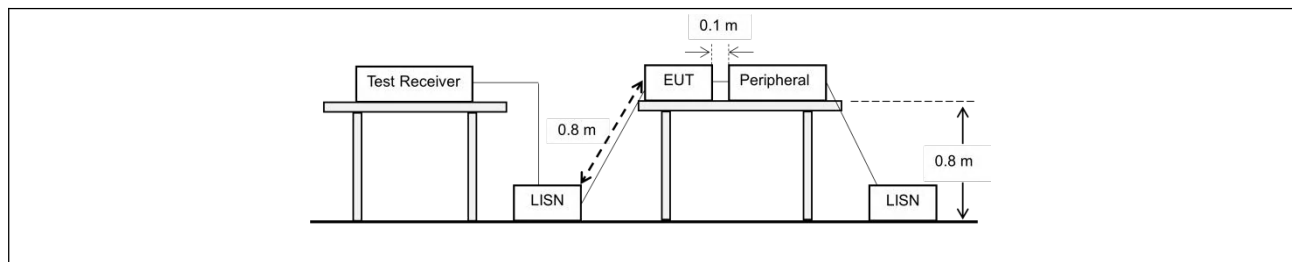 0.1 m
Test Receiver
EUT
Peripheral
0.8 m
0.8 m
LISN
LISN